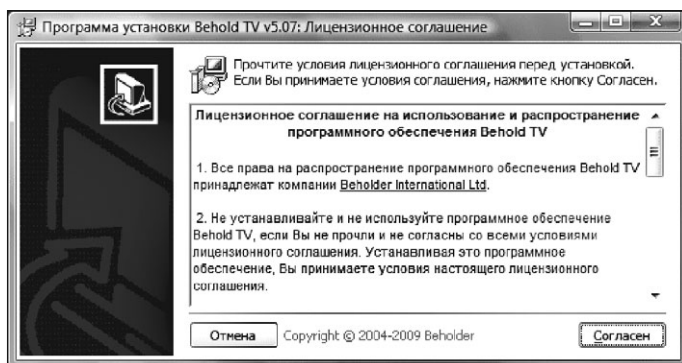 Программа установки Behold TV v5.07: Лицензионное соглашение
Прочтите условия лицензионного соглашения перед установкой.
Если Вы принимаете условия соглашения, нажмите кнопку Согласен.
Лицензионное соглашение на использование и распространение
программного обеспечения Behold TV
1. Все права на распространение программного обеспечения Behold TV
принадлежат компании Beholder International Ltd.
2. Не устанавливайте и не используйте программное обеспечение
Behold TV, если Вы не прочли и не согласны со всеми условиями
лицензионного соглашения. Устанавливая это программное
обеспечение, Вы принимаете условия настоящего лицензионного
соглашения.
Отмена Copyright © 2004-2009 Beholder Согласен